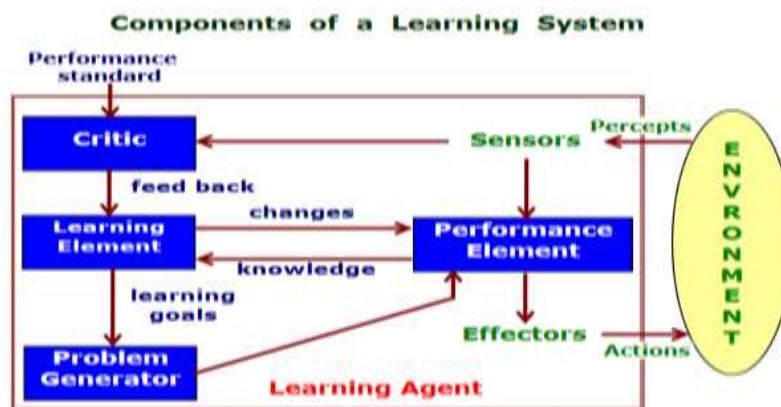 Components of a Learning System
Performance
standard
Critic
Sensors
Percepts
feed back
changes
Learning
Element
Performance
Element
knowledge
learning
goals
Effectors
Actions
Problem
Generator
Learning Agent
ENVRONMENT